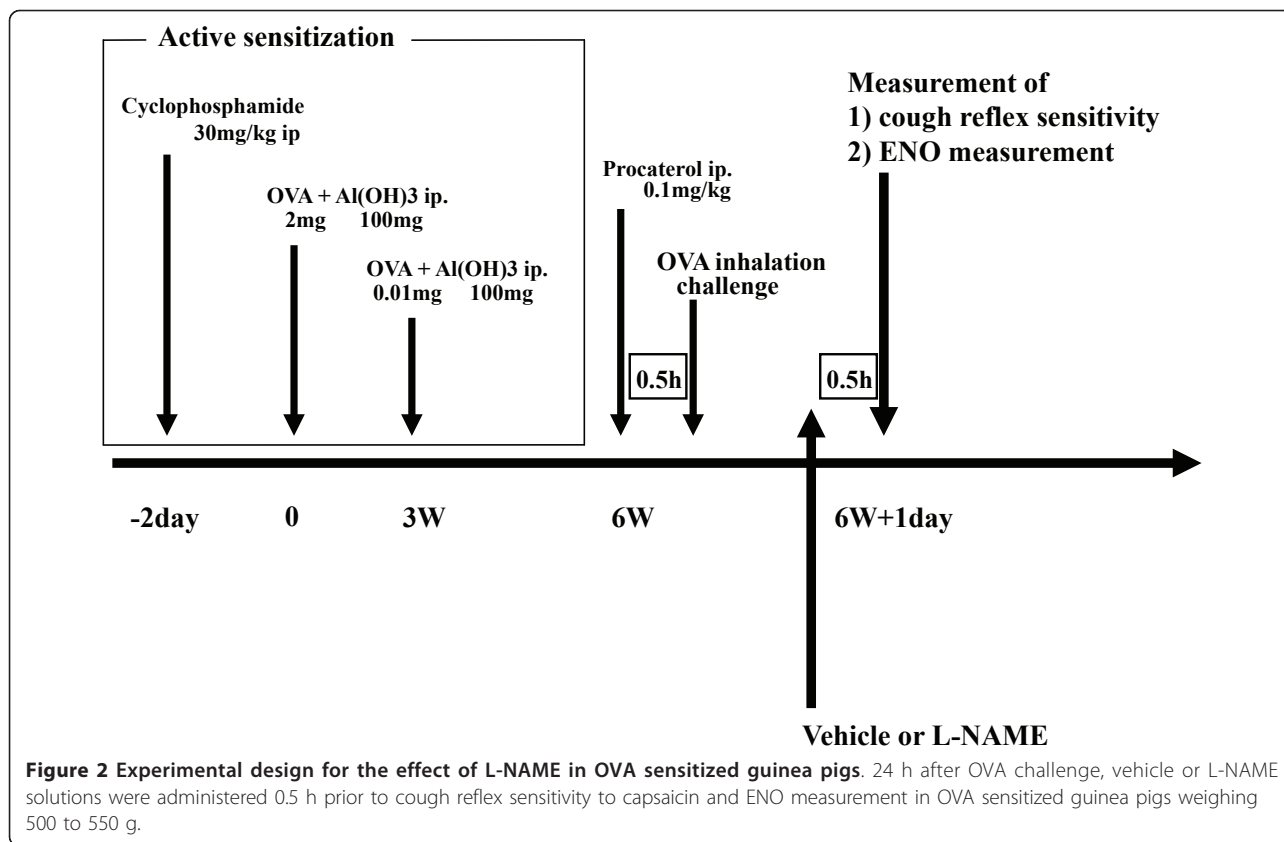 Active sensitization
Cyclophosphamide
30mg/kg ip
OVA + Al(OH)3 ip.
2mg 100mg
OVA + Al(OH)3 ip.
0.01mg 100mg
Procaterol ip.
0.1mg/kg
OVA inhalation
challenge
Measurement of
1) cough reflex sensitivity
2) ENO measurement
0.5h
0.5h
-2day 0 3W 6W 6W+1day
Vehicle or L-NAME
Figure 2 Experimental design for the effect of L-NAME in OVA sensitized guinea pigs. 24 h after OVA challenge, vehicle or L-NAME
solutions were administered 0.5 h prior to cough reflex sensitivity to capsaicin and ENO measurement in OVA sensitized guinea pigs weighing
500 to 550 g.